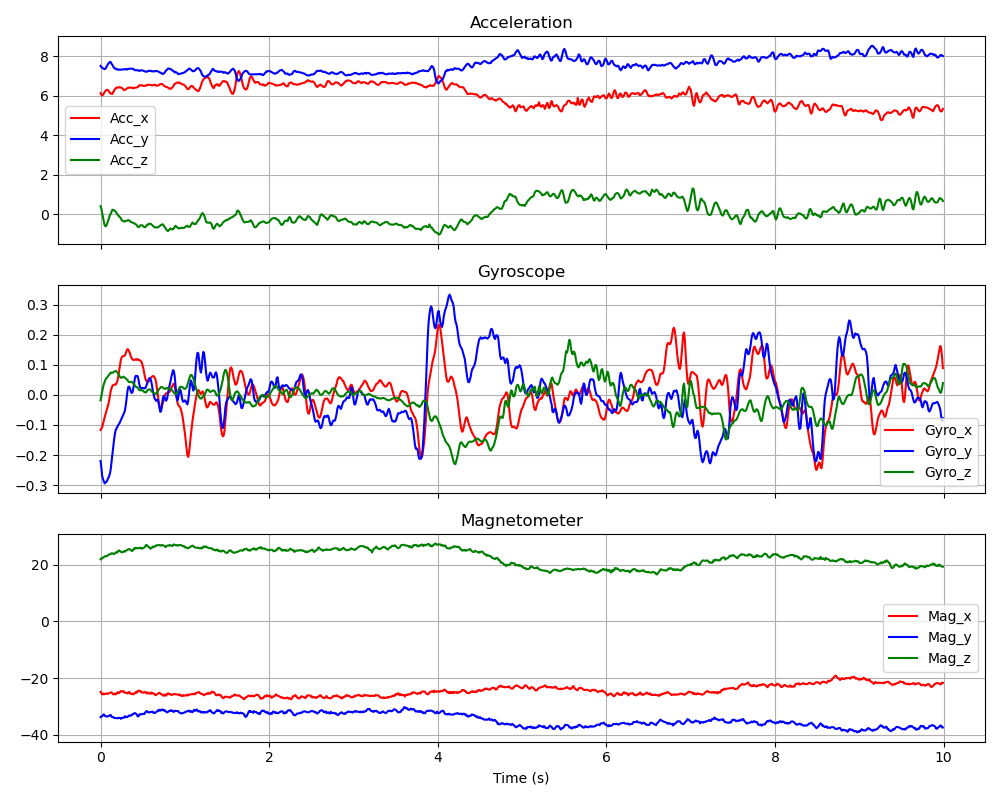 Acceleration
8
6
4
2
0
Acc_x
Acc_y
Acc_z
Gyroscope
0.3
0.2
0.1
0.0
−0.1
−0.2
−0.3
Gyro_x
Gyro_y
Gyro_z
Magnetometer
20
0
−20
−40
Mag_x
Mag_y
Mag_z
0 2 4 6 8 10
Time (s)